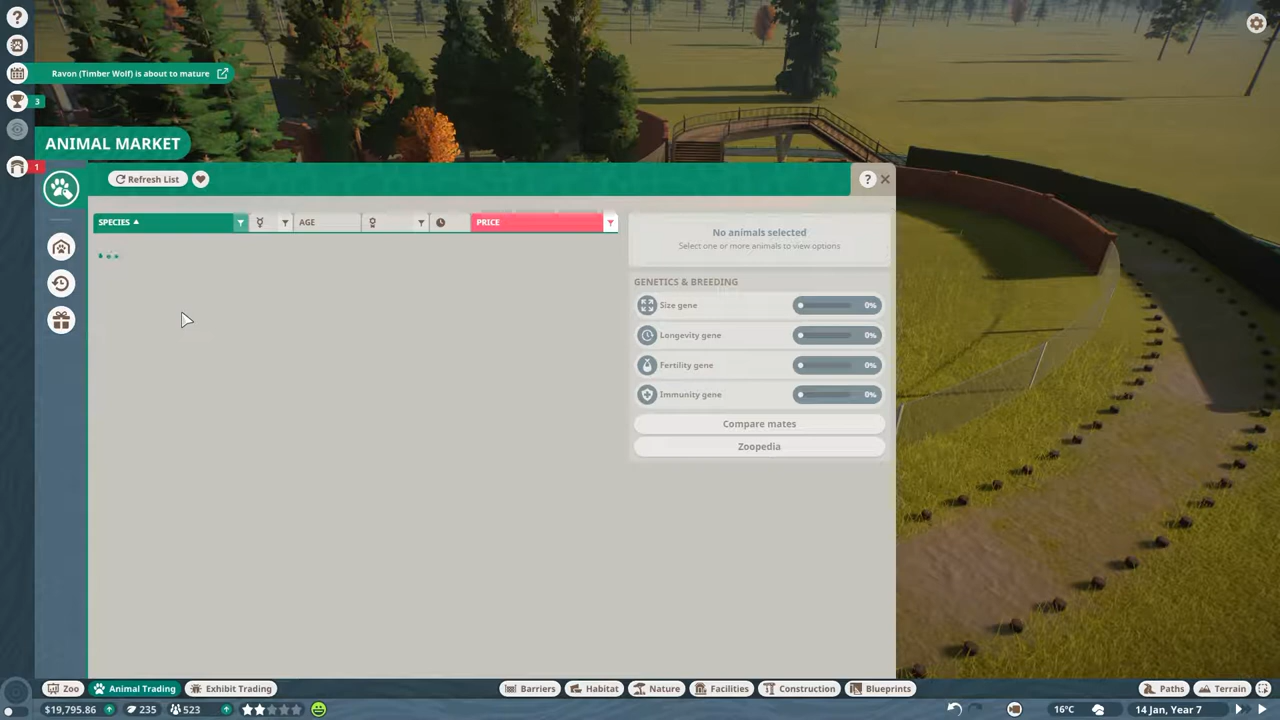 ?
Ravon (Timber Wolf) is about to mature
3
ANIMAL MARKET
1
Refresh List
?
SPECIES
AGE
PRICE
No animals selected
Select one or more animals to view options
GENETICS & BREEDING
Size gene 0%
Longevity gene 0%
Fertility gene 0%
Immunity gene 0%
Compare mates
Zoopedia
Zoo
Animal Trading
Exhibit Trading
Barriers
Habitat
Nature
Facilities
Construction
Blueprints
Paths
Terrain
$19,795.86
235
523
16°C
14 Jan, Year 7